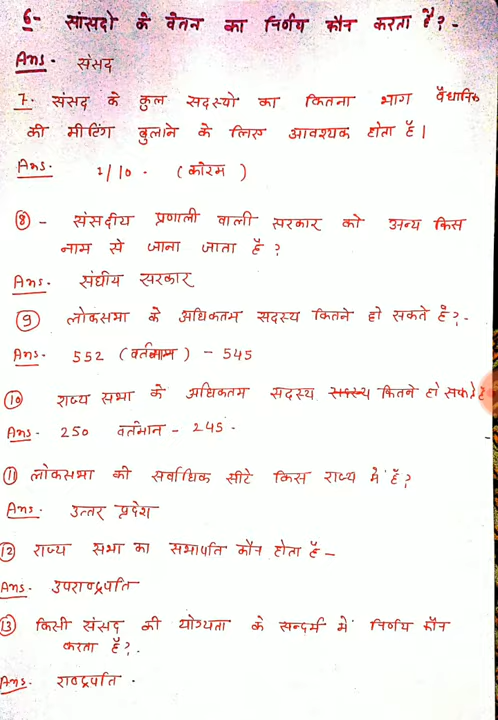 6- सांसदो के वेतन का निर्णय कौन करता है? -
Ans. संसद
7. संसद के कुल सदस्यो का कितना भाग वैधानिक
की मीटिंग बुलाने के लिए आवश्यक होता है।
Ans. 1/10. (कोरम)
⑧ - संसदीय प्रणाली वाली सरकार को अन्य किस
नाम से जाना जाता है?
Ans. संघीय सरकार
⑨ लोकसभा के अधिकतम सदस्य कितने हो सकते हैं?-
Ans. 552 (वर्तमान) - 545
⑩ राज्य सभा के अधिकतम सदस्य कितने हो सकते है
Ans. 250 वर्तमान - 245.
⑪ लोकसभा की सर्वाधिक सीटे किस राज्य में हैं?
Ans. उत्तर प्रदेश
⑫ राज्य सभा का सभापति कौन होता है -
Ans. उपराष्ट्रपति
⑬ किसी संसद की योग्यता के सन्दर्भ में निर्णय कौन
करता है?.
Ans. राष्ट्रपति .